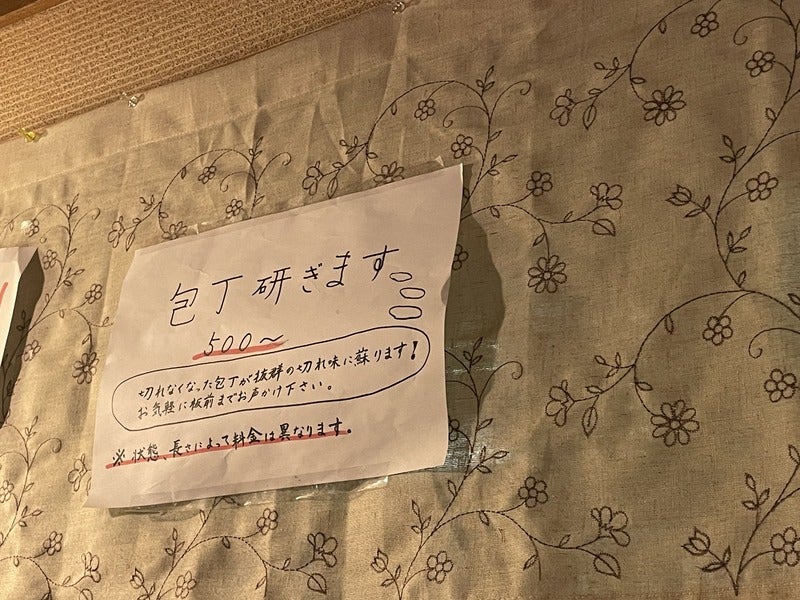 包丁研ぎます
500〜
切れなくなった包丁が抜群の切れ味に蘇ります！
お気軽に板前までお声かけ下さい。
※状態、長さによって料金は異なります。